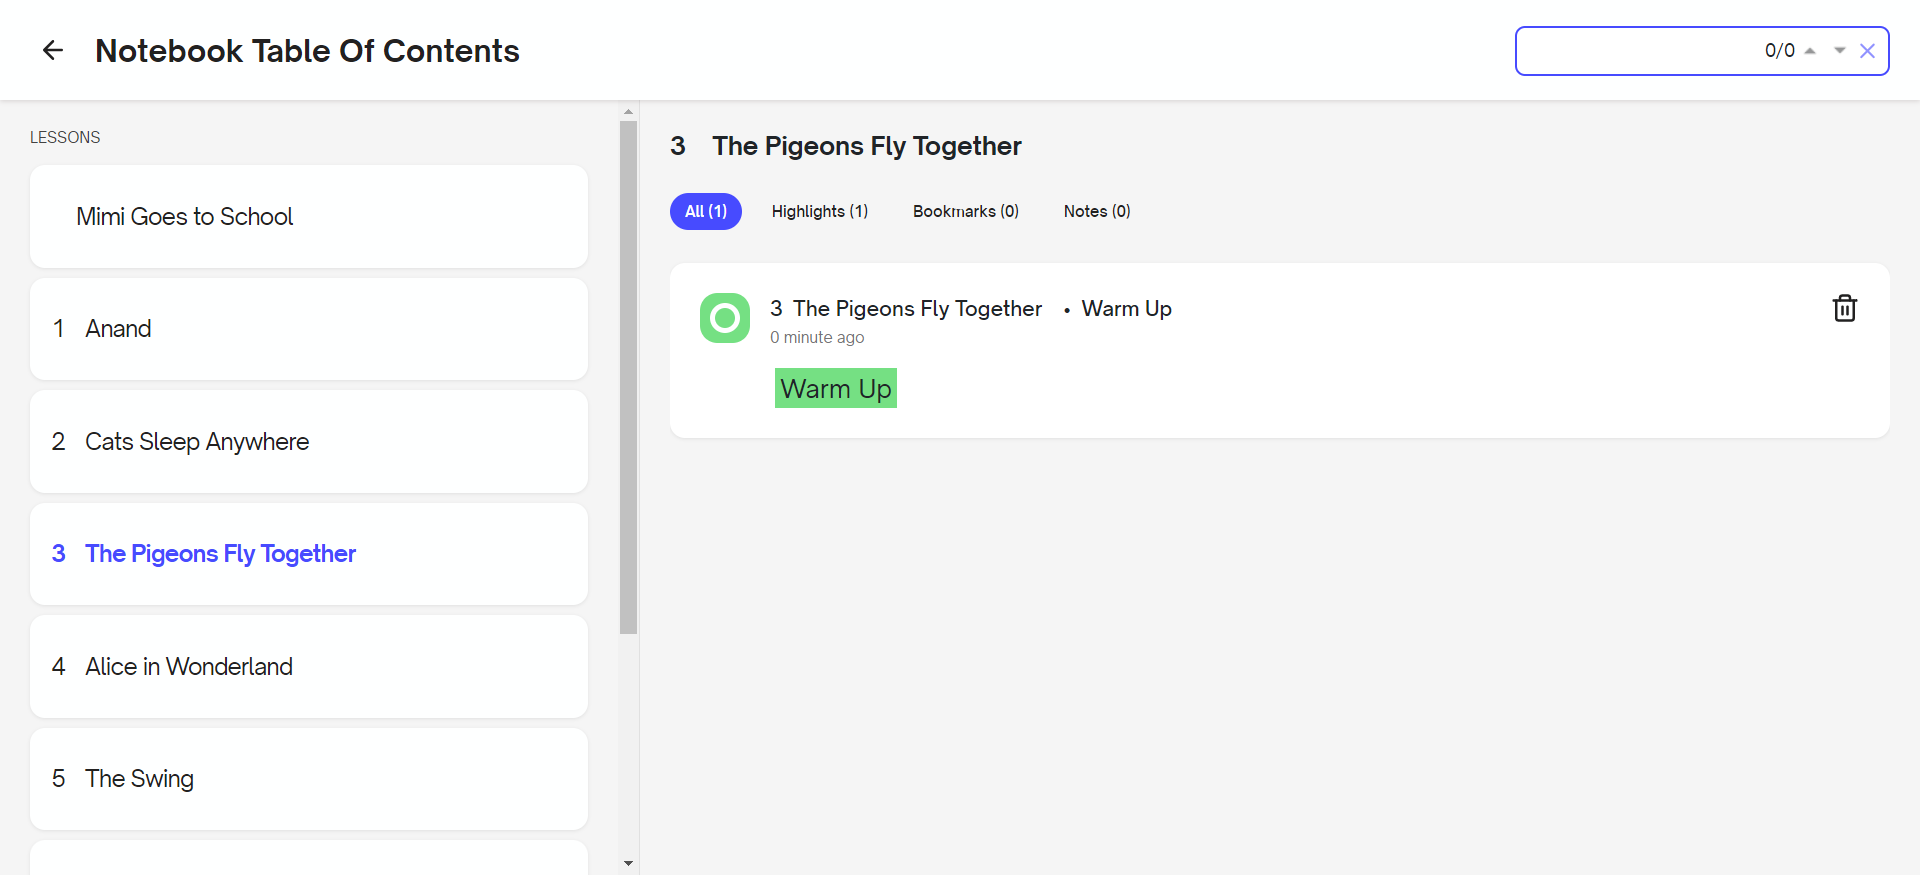 Notebook Table Of Contents
0/0
LESSONS
Mimi Goes to School
1 Anand
2 Cats Sleep Anywhere
3 The Pigeons Fly Together
4 Alice in Wonderland
5 The Swing
3 The Pigeons Fly Together
All (1) Highlights (1) Bookmarks (0) Notes (0)
3 The Pigeons Fly Together • Warm Up
0 minute ago
Warm Up